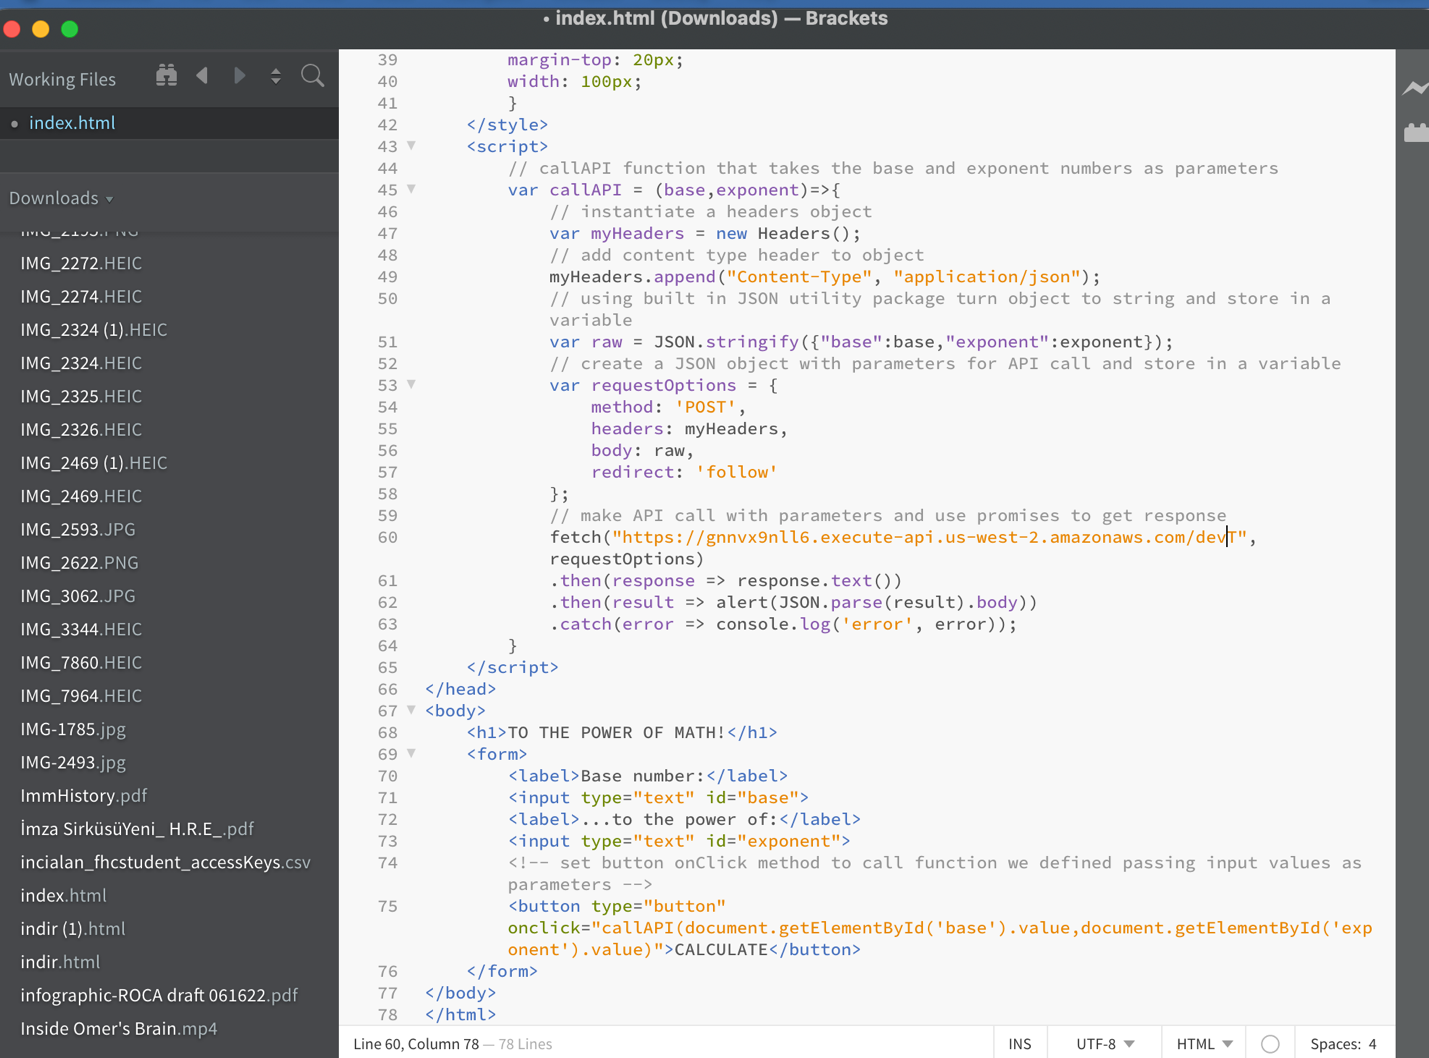 • index.html (Downloads) — Brackets
Working Files
• index.html
Downloads
IMG_2193.PNG
IMG_2272.HEIC
IMG_2274.HEIC
IMG_2324 (1).HEIC
IMG_2324.HEIC
IMG_2325.HEIC
IMG_2326.HEIC
IMG_2469 (1).HEIC
IMG_2469.HEIC
IMG_2593.JPG
IMG_2622.PNG
IMG_3062.JPG
IMG_3344.HEIC
IMG_7860.HEIC
IMG_7964.HEIC
IMG-1785.jpg
IMG-2493.jpg
ImmHistory.pdf
İmza SirküsüYeni_ H.R.E_.pdf
incialan_fhcstudent_accessKeys.csv
index.html
indir (1).html
indir.html
infographic-ROCA draft 061622.pdf
Inside Omer's Brain.mp4
39 margin-top: 20px;
40 width: 100px;
41 }
42 </style>
43 <script>
44 // callAPI function that takes the base and exponent numbers as parameters
45 var callAPI = (base,exponent)=>{
46 // instantiate a headers object
47 var myHeaders = new Headers();
48 // add content type header to object
49 myHeaders.append("Content-Type", "application/json");
50 // using built in JSON utility package turn object to string and store in a
variable
51 var raw = JSON.stringify({"base":base,"exponent":exponent});
52 // create a JSON object with parameters for API call and store in a variable
53 var requestOptions = {
54 method: 'POST',
55 headers: myHeaders,
56 body: raw,
57 redirect: 'follow'
58 };
59 // make API call with parameters and use promises to get response
60 fetch("https://gnnvx9nll6.execute-api.us-west-2.amazonaws.com/devT",
requestOptions)
61 .then(response => response.text())
62 .then(result => alert(JSON.parse(result).body))
63 .catch(error => console.log('error', error));
64 }
65 </script>
66 </head>
67 <body>
68 <h1>TO THE POWER OF MATH!</h1>
69 <form>
70 <label>Base number:</label>
71 <input type="text" id="base">
72 <label>...to the power of:</label>
73 <input type="text" id="exponent">
74 <!-- set button onClick method to call function we defined passing input values as
parameters -->
75 <button type="button"
onclick="callAPI(document.getElementById('base').value,document.getElementById('exp
onent').value)">CALCULATE</button>
76 </form>
77 </body>
78 </html>
Line 60, Column 78 — 78 Lines
INS
UTF-8
HTML
Spaces: 4